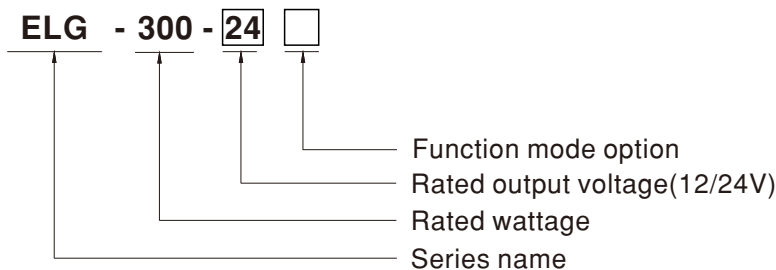 ELG - 300 - 24
Function mode option
Rated output voltage(12/24V)
Rated wattage
Series name